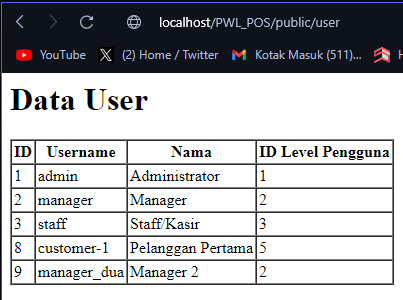 localhost/PWL_POS/public/user
YouTube (2) Home / Twitter Kotak Masuk (511)...
Data User
ID Username Nama ID Level Pengguna
1 admin Administrator 1
2 manager Manager 2
3 staff Staff/Kasir 3
8 customer-1 Pelanggan Pertama 5
9 manager_dua Manager 2 2